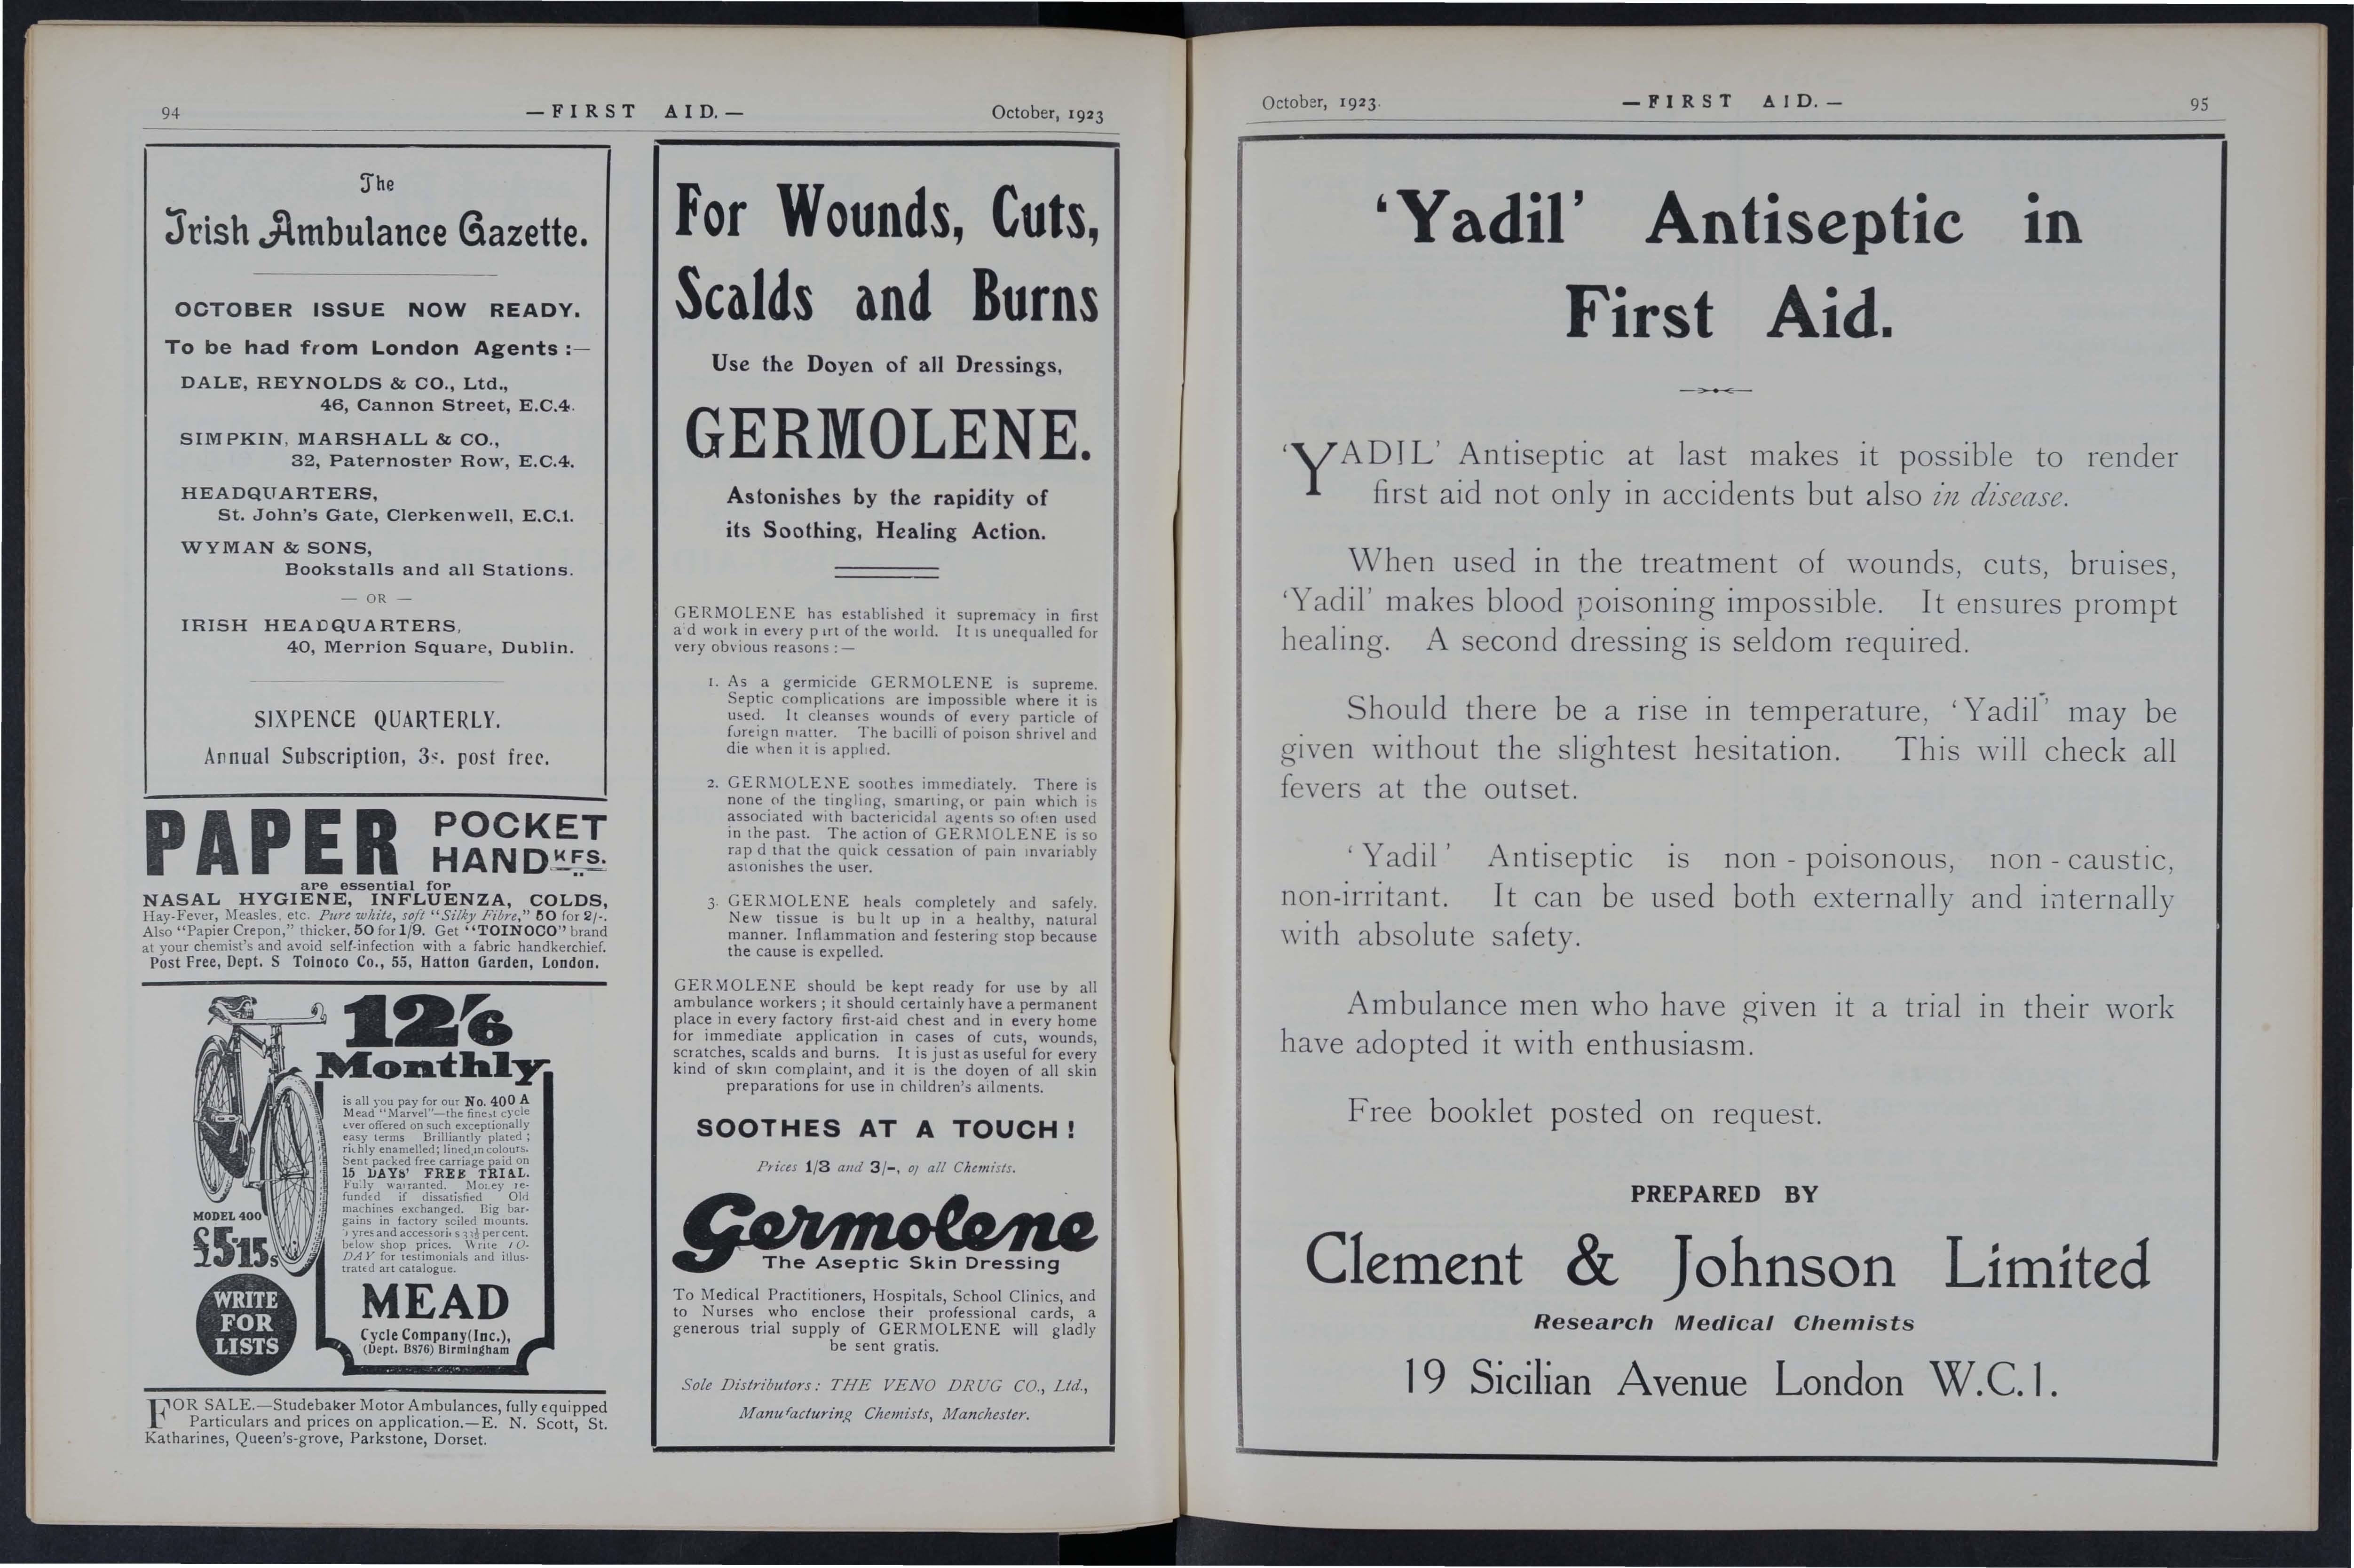 94 —FIRST AID.— October, 1923
The
Irish Ambulance Gazette.
OCTOBER ISSUE NOW READY.
To be had from London Agents:—
DALE, REYNOLDS & CO., Ltd.,
46, Cannon Street, E.C.4.
SIMPKIN, MARSHALL & CO.,
32, Paternoster Row, E.C.4.
HEADQUARTERS,
St. John's Gate, Clerkenwell, E.C.1.
WYMAN & SONS,
Bookstalls and all Stations.
— OR —
IRISH HEADQUARTERS,
40, Merrion Square, Dublin.
SIXPENCE QUARTERLY.
Annual Subscription, 3s. post free.
PAPER POCKET
HANDKFS.
are essential for
NASAL HYGIENE, INFLUENZA, COLDS,
Hay-Fever, Measles, etc. Pure white, soft "Silky Fibre," 50 for 2/-.
Also "Papier Crepon," thicker, 50 for 1/9. Get "TOINOCO" brand
at your chemist's and avoid self-infection with a fabric handkerchief.
Post Free, Dept. S Toinoco Co., 55, Hatton Garden, London.
12/6
Monthly
is all you pay for our No. 400 A
Mead "Marvel"—the finest cycle
ever offered on such exceptionally
easy terms Brilliantly plated;
richly enamelled; lined in colours.
Sent packed free carriage paid on
15 DAYS' FREE TRIAL.
Fully warranted. Money re-
funded if dissatisfied Old
machines exchanged. Big bar-
gains in factory soiled mounts.
Tyres and accessories 33⅓ per cent.
below shop prices. Write TO-
DAY for testimonials and illus-
trated art catalogue.
MODEL 400
£5.15s
WRITE
FOR
LISTS
MEAD
Cycle Company (Inc.),
(Dept. B876) Birmingham
FOR SALE.—Studebaker Motor Ambulances, fully equipped
Particulars and prices on application.—E. N. Scott, St.
Katharines, Queen's-grove, Parkstone, Dorset.
For Wounds, Cuts,
Scalds and Burns
Use the Doyen of all Dressings,
GERMOLENE.
Astonishes by the rapidity of
its Soothing, Healing Action.
GERMOLENE has established it supremacy in first
a d work in every part of the world. It is unequalled for
very obvious reasons:—
1. As a germicide GERMOLENE is supreme.
Septic complications are impossible where it is
used. It cleanses wounds of every particle of
foreign matter. The bacilli of poison shrivel and
die when it is applied.
2. GERMOLENE soothes immediately. There is
none of the tingling, smarting, or pain which is
associated with bactericidal agents so often used
in the past. The action of GERMOLENE is so
rap d that the quick cessation of pain invariably
astonishes the user.
3. GERMOLENE heals completely and safely.
New tissue is bu lt up in a healthy, natural
manner. Inflammation and festering stop because
the cause is expelled.
GERMOLENE should be kept ready for use by all
ambulance workers; it should certainly have a permanent
place in every factory first-aid chest and in every home
for immediate application in cases of cuts, wounds,
scratches, scalds and burns. It is just as useful for every
kind of skin complaint, and it is the doyen of all skin
preparations for use in children's ailments.
SOOTHES AT A TOUCH!
Prices 1/3 and 3/-, of all Chemists.
Germolene
The Aseptic Skin Dressing
To Medical Practitioners, Hospitals, School Clinics, and
to Nurses who enclose their professional cards, a
generous trial supply of GERMOLENE will gladly
be sent gratis.
Sole Distributors: THE VENO DRUG CO., Ltd.,
Manufacturing Chemists, Manchester.
October, 1923. —FIRST AID.— 95
'Yadil' Antiseptic in
First Aid.
'YADIL' Antiseptic at last makes it possible to render
first aid not only in accidents but also in disease.
When used in the treatment of wounds, cuts, bruises,
'Yadil' makes blood poisoning impossible. It ensures prompt
healing. A second dressing is seldom required.
Should there be a rise in temperature, 'Yadil' may be
given without the slightest hesitation. This will check all
fevers at the outset.
'Yadil' Antiseptic is non-poisonous, non-caustic,
non-irritant. It can be used both externally and internally
with absolute safety.
Ambulance men who have given it a trial in their work
have adopted it with enthusiasm.
Free booklet posted on request.
PREPARED BY
Clement & Johnson Limited
Research Medical Chemists
19 Sicilian Avenue London W.C.1.